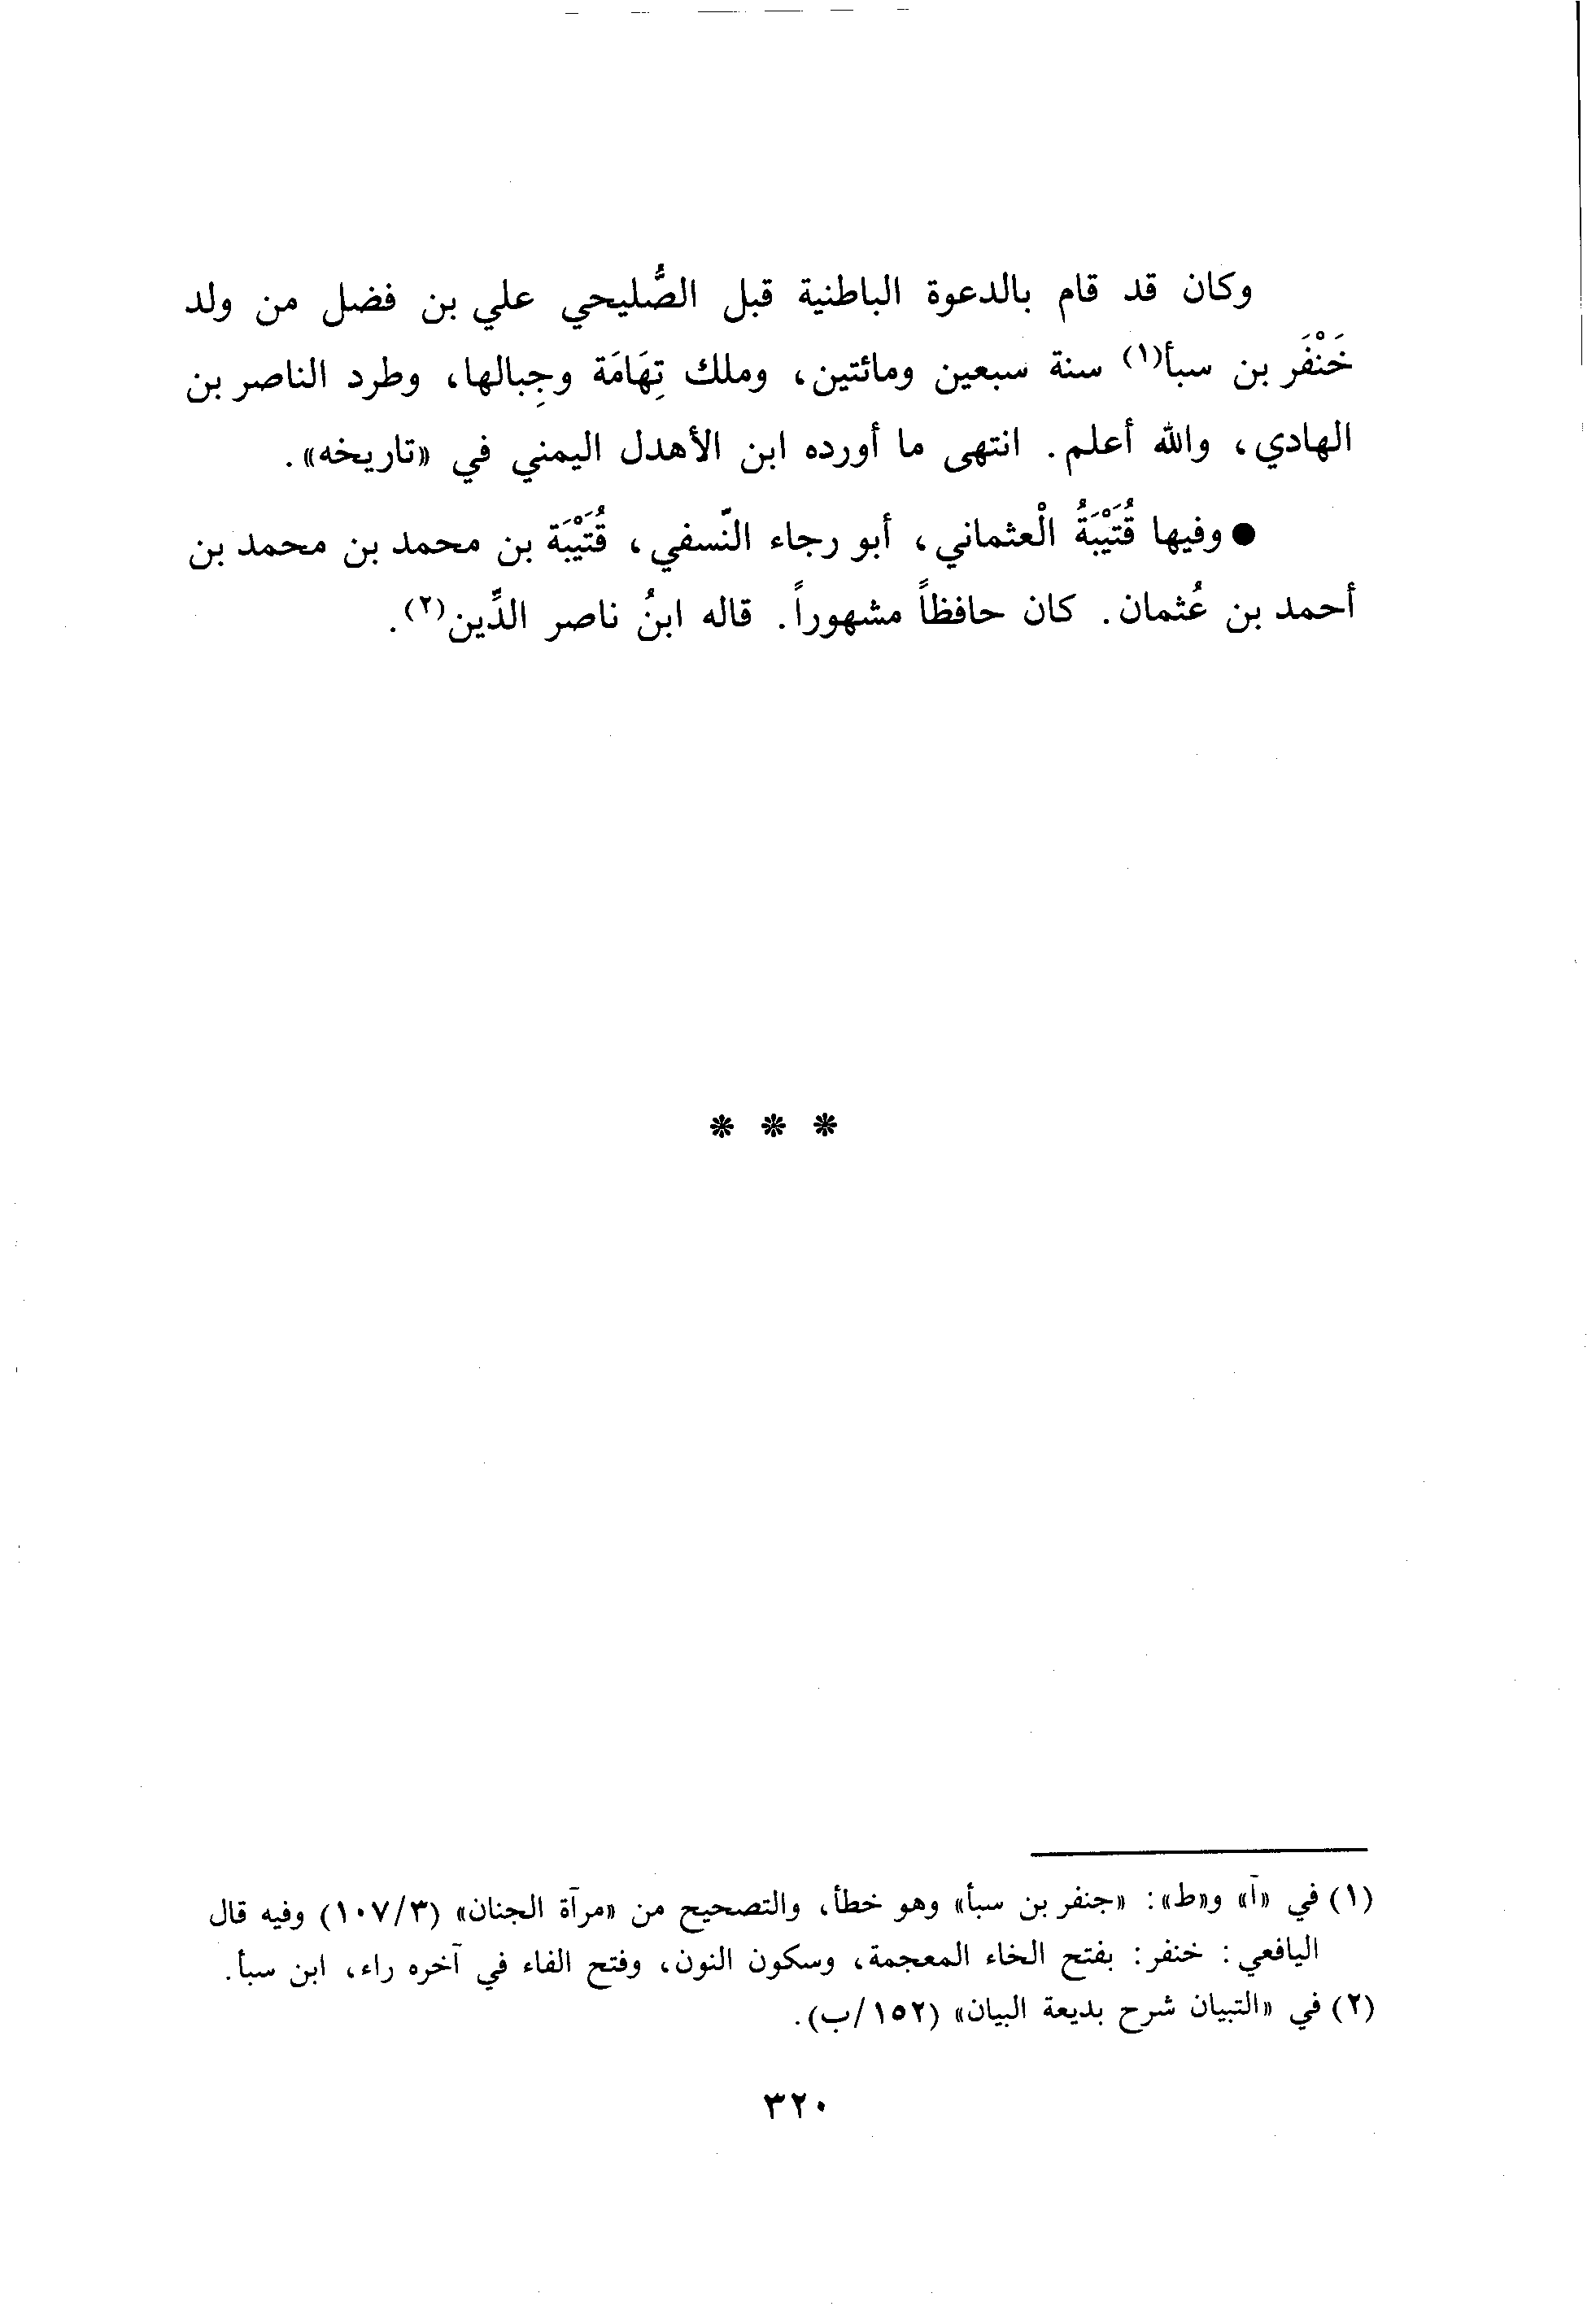 وكان قد قام بالدعوة الباطنية قبل الصُّليحي علي بن فضل من ولد
خَنْفَر بن سبأ(١) سنة سبعين ومائتين، وملك تِهَامَة وجِبالها، وطرد الناصر بن
الهادي، والله أعلم. انتهى ما أورده ابن الأهدل اليمني في «تاريخه».
● وفيها قُتَيْبَةُ الْعثماني، أبو رجاء النّسفي، قُتَيْبَة بن محمد بن محمد بن
أحمد بن عُثمان. كان حافظاً مشهوراً. قاله ابنُ ناصر الدِّين(٢).
* * *
(١) في «آ» و«ط»: «جنفر بن سبأ» وهو خطأ، والتصحيح من «مرآة الجنان» (٣/١٠٧) وفيه قال
اليافعي: خنفر: بفتح الخاء المعجمة، وسكون النون، وفتح الفاء في آخره راء، ابن سبأ.
(٢) في «التبيان شرح بديعة البيان» (١٥٢/ب).
٣٢٠